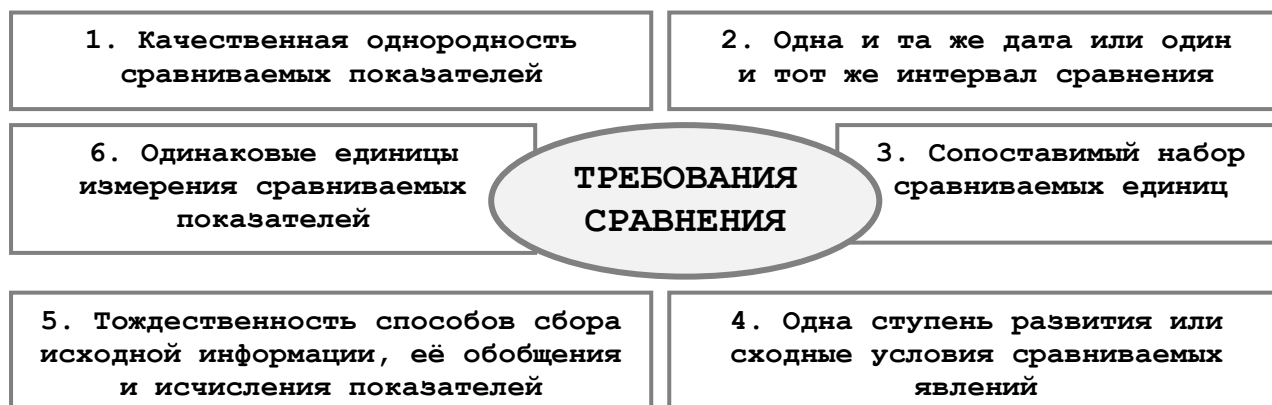 1. Качественная однородность
сравниваемых показателей
2. Одна и та же дата или один
и тот же интервал сравнения
6. Одинаковые единицы
измерения сравниваемых
показателей
ТРЕБОВАНИЯ
СРАВНЕНИЯ
3. Сопоставимый набор
сравниваемых единиц
5. Тождественность способов сбора
исходной информации, её обобщения
и исчисления показателей
4. Одна ступень развития или
сходные условия сравниваемых
явлений